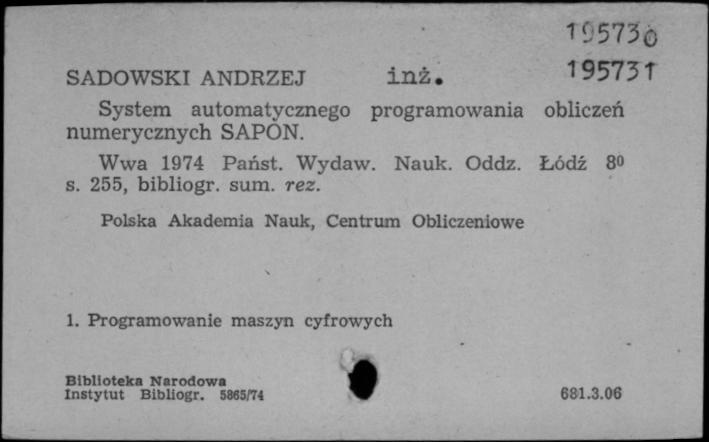 195730
SADOWSKI ANDRZEJ inż. 195731
System automatycznego programowania obliczeń
numerycznych SAPON.
Wwa 1974 Państ. Wydaw. Nauk. Oddz. Łódź 8⁰
s. 255, bibliogr. sum. rez.
Polska Akademia Nauk, Centrum Obliczeniowe
1. Programowanie maszyn cyfrowych
Biblioteka Narodowa
Instytut Bibliogr. 5865/74 681.3.06